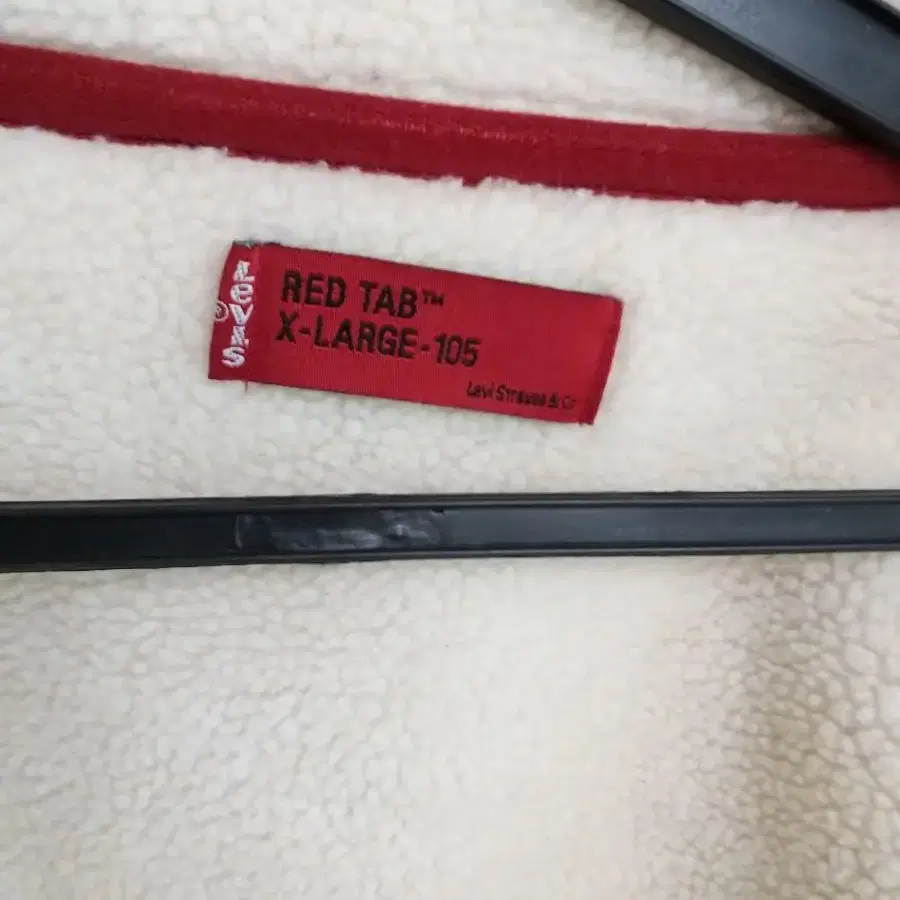 LEVI'S
®
RED TAB™
X-LARGE-105
Levi Strauss & Co